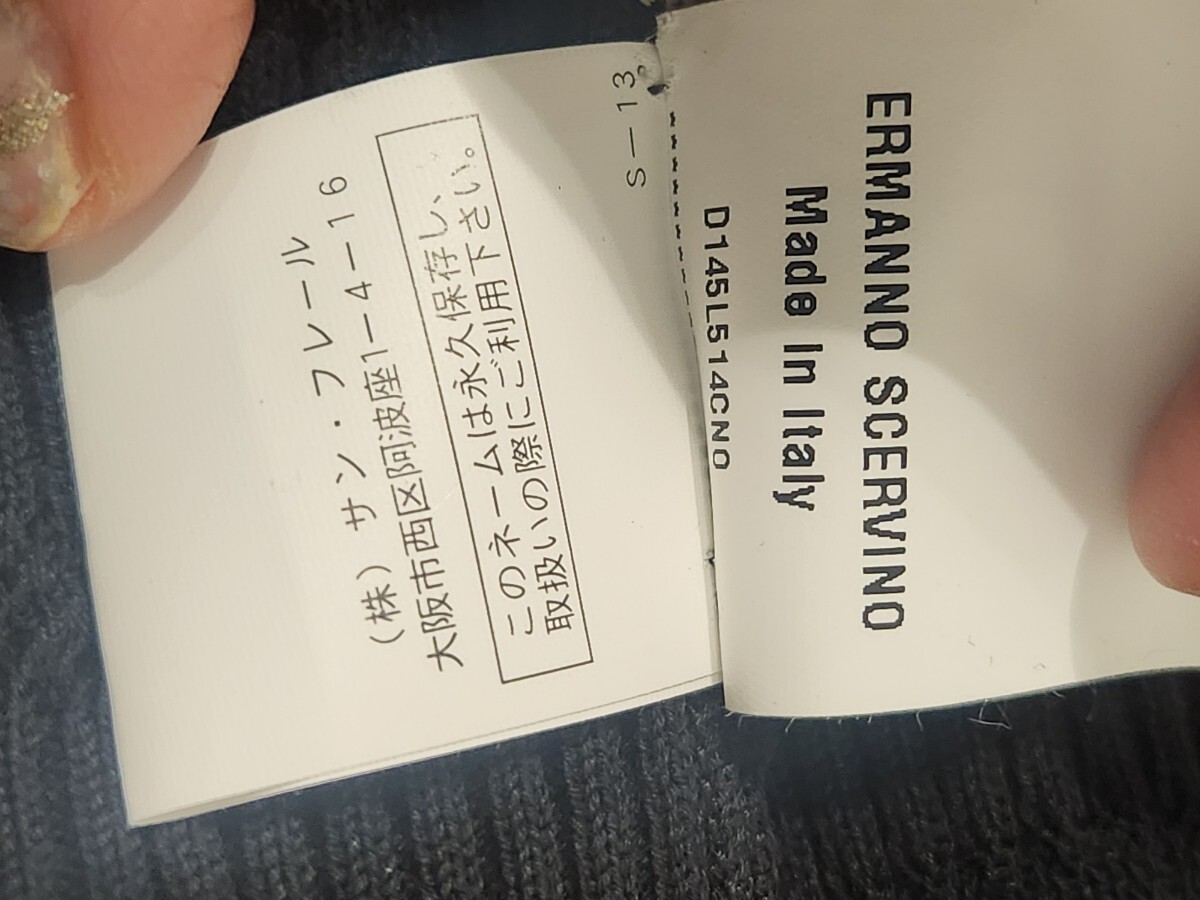 （株）サン・フレール
大阪市西区阿波座1－4－16
このネームは永久保存し、
取扱いの際にご利用下さい。
S－13
ERMANNO SCERVINO
Made In Italy
D145L514CNO